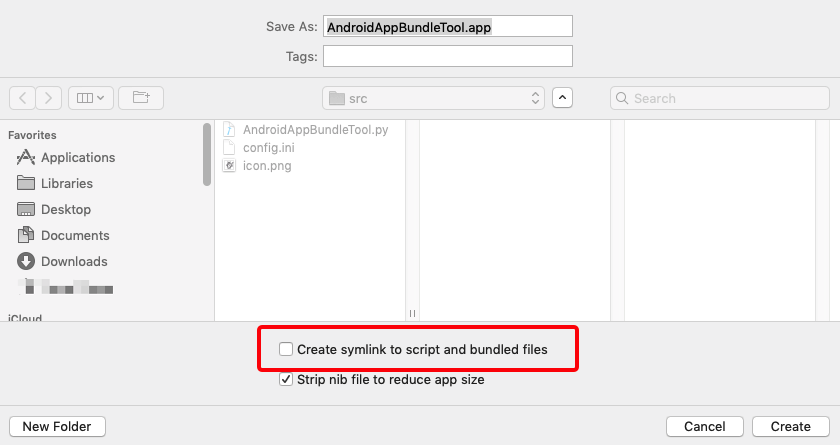 Save As: AndroidAppBundleTool.app
Tags:
src
Search
Favorites
Applications
Libraries
Desktop
Documents
Downloads
iCloud
AndroidAppBundleTool.py
config.ini
icon.png
Create symlink to script and bundled files
Strip nib file to reduce app size
New Folder Cancel Create